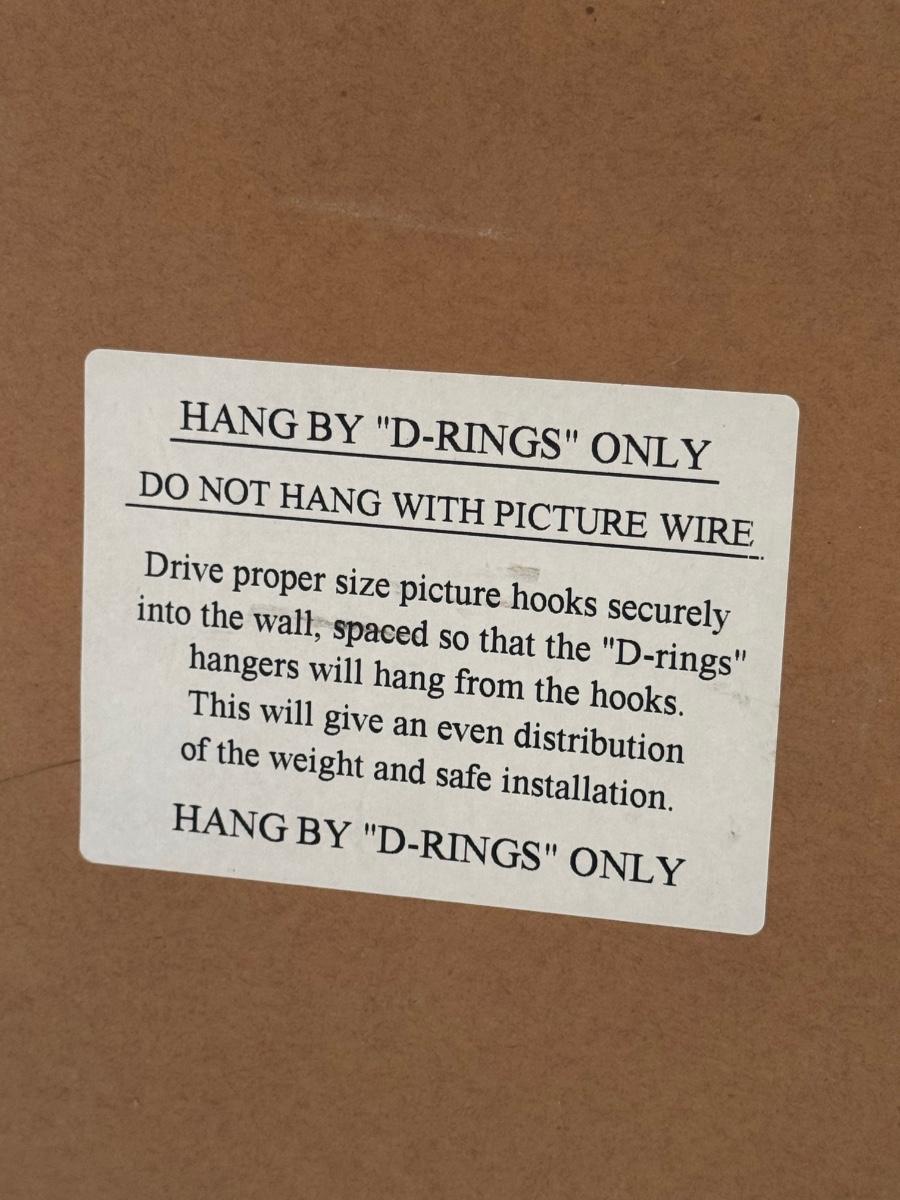 HANG BY "D-RINGS" ONLY
DO NOT HANG WITH PICTURE WIRE
Drive proper size picture hooks securely
into the wall, spaced so that the "D-rings"
hangers will hang from the hooks.
This will give an even distribution
of the weight and safe installation.
HANG BY "D-RINGS" ONLY